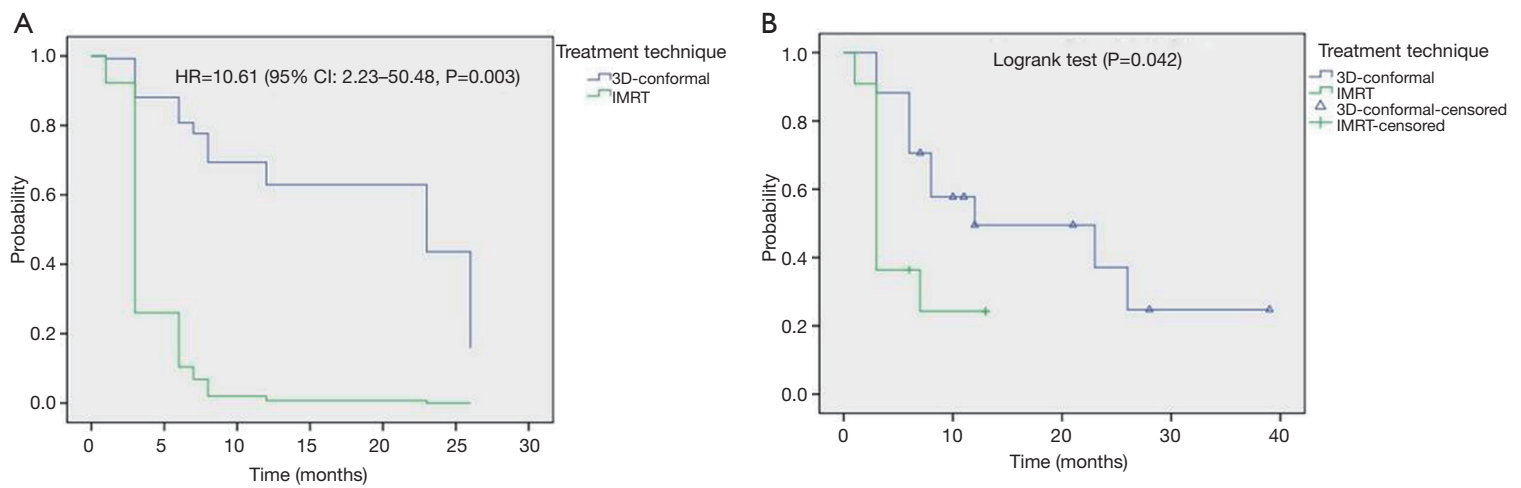 A
HR=10.61 (95% CI: 2.23–50.48, P=0.003)
Treatment technique
3D-conformal
IMRT
Probability
1.0
0.8
0.6
0.4
0.2
0.0
0 5 10 15 20 25 30
Time (months)
B
Logrank test (P=0.042)
Treatment technique
3D-conformal
IMRT
3D-conformal-censored
IMRT-censored
Probability
1.0
0.8
0.6
0.4
0.2
0.0
0 10 20 30 40
Time (months)